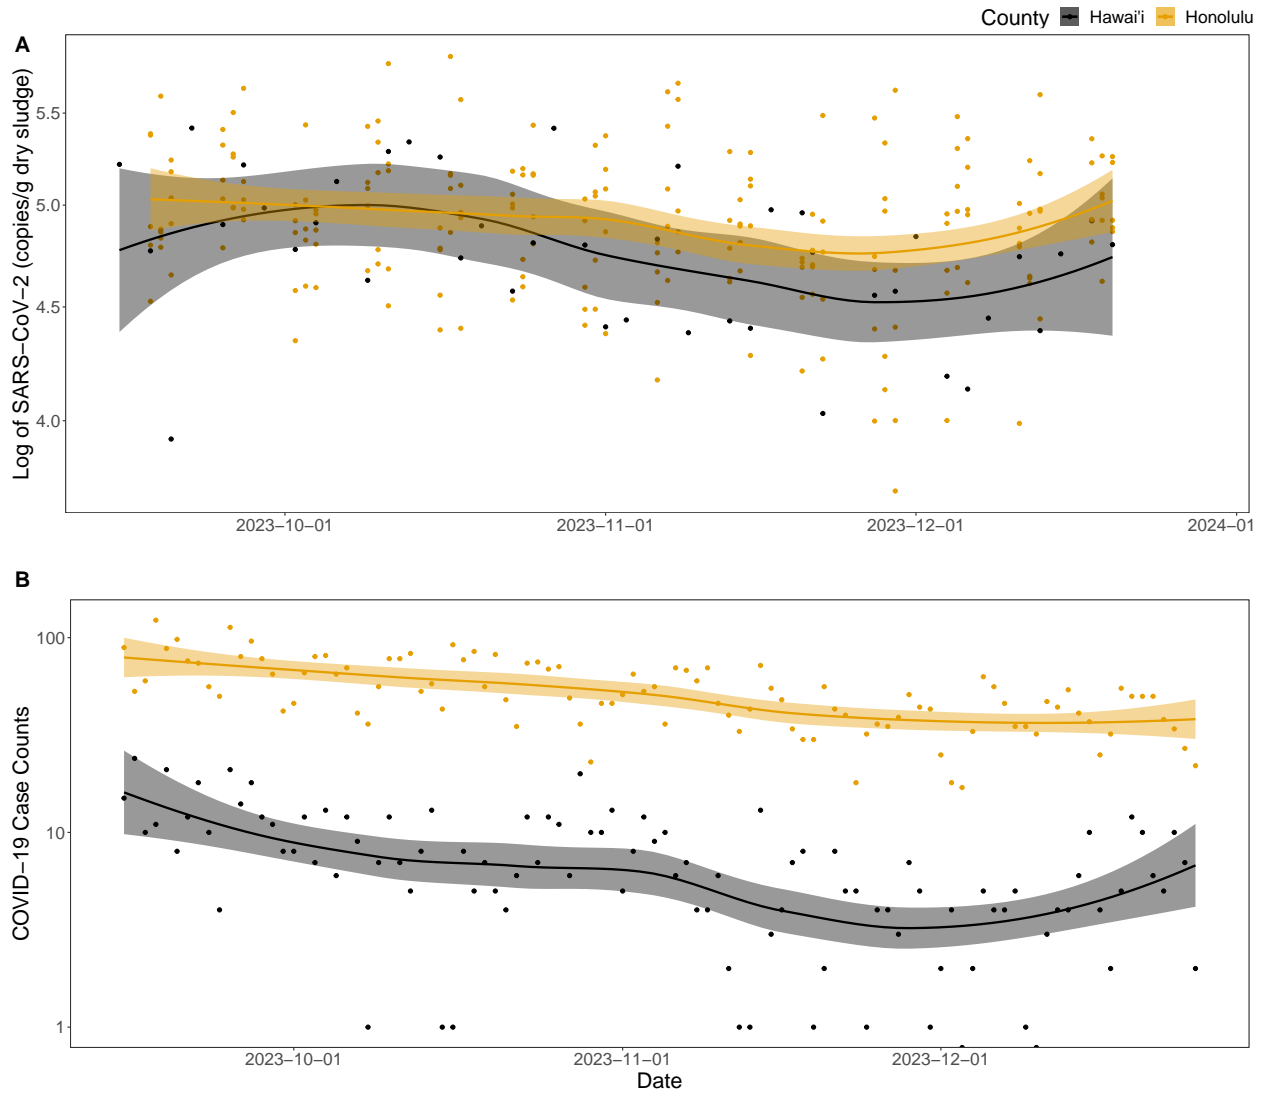 County Hawai'i Honolulu
A
Log of SARS−CoV−2 (copies/g dry sludge)
5.5
5.0
4.5
4.0
2023−10−01 2023−11−01 2023−12−01 2024−01
B
COVID−19 Case Counts
100
10
1
2023−10−01 2023−11−01 2023−12−01
Date